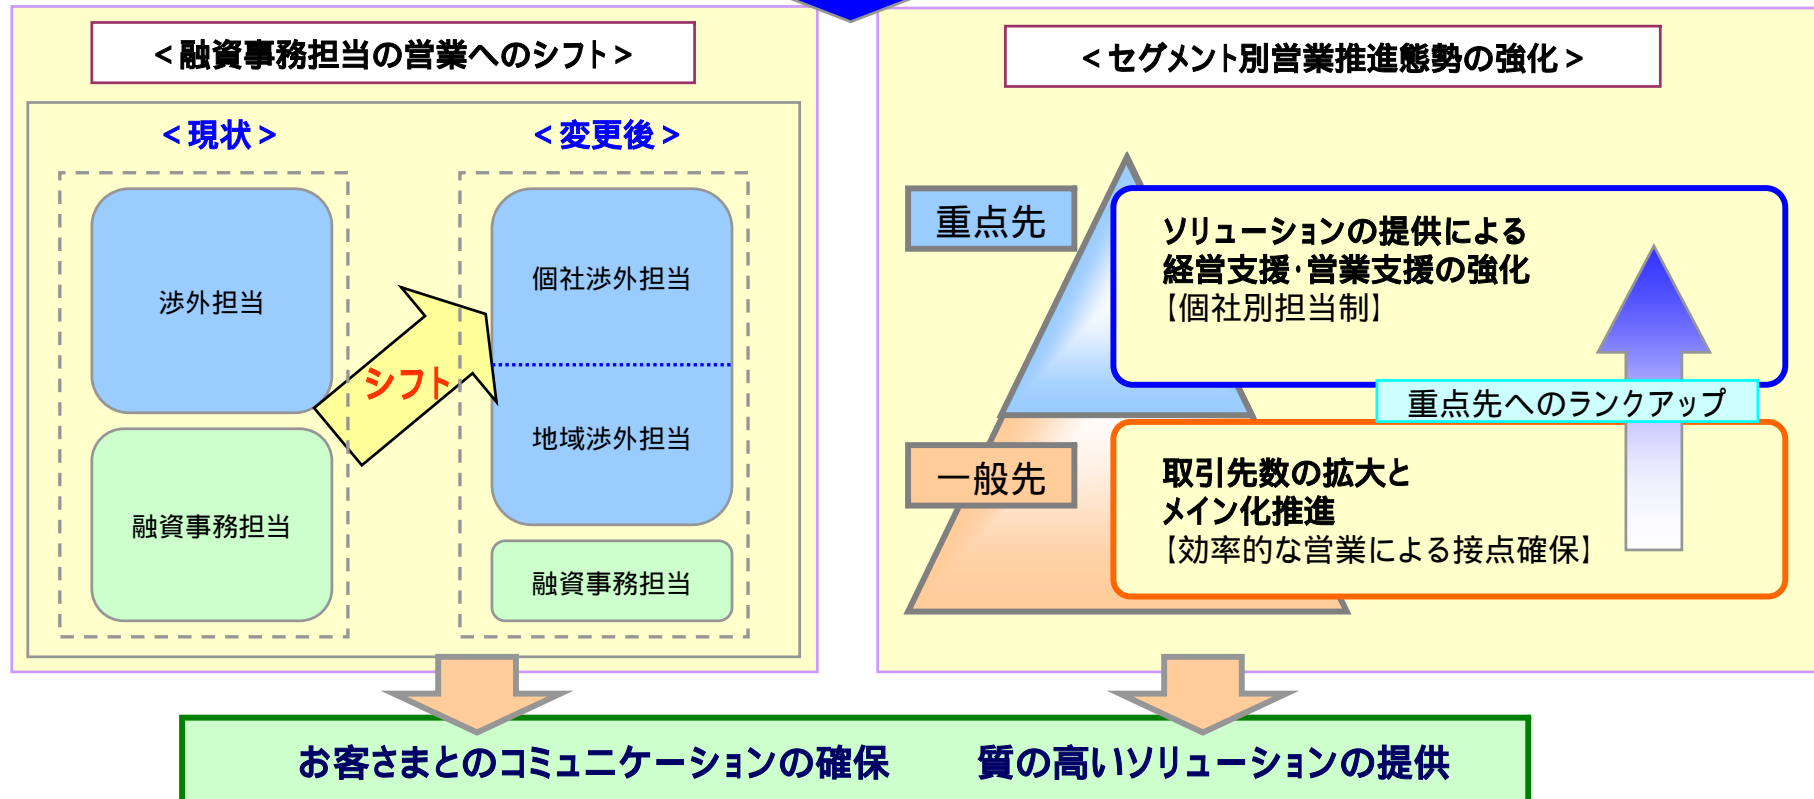 <融資事務担当の営業へのシフト>
<現状>
<変更後>
渉外担当
融資事務担当
シフト
個社渉外担当
地域渉外担当
融資事務担当
<セグメント別営業推進態勢の強化>
重点先
ソリューションの提供による
経営支援･営業支援の強化
【個社別担当制】
重点先へのランクアップ
一般先
取引先数の拡大と
メイン化推進
【効率的な営業による接点確保】
お客さまとのコミュニケーションの確保　　質の高いソリューションの提供